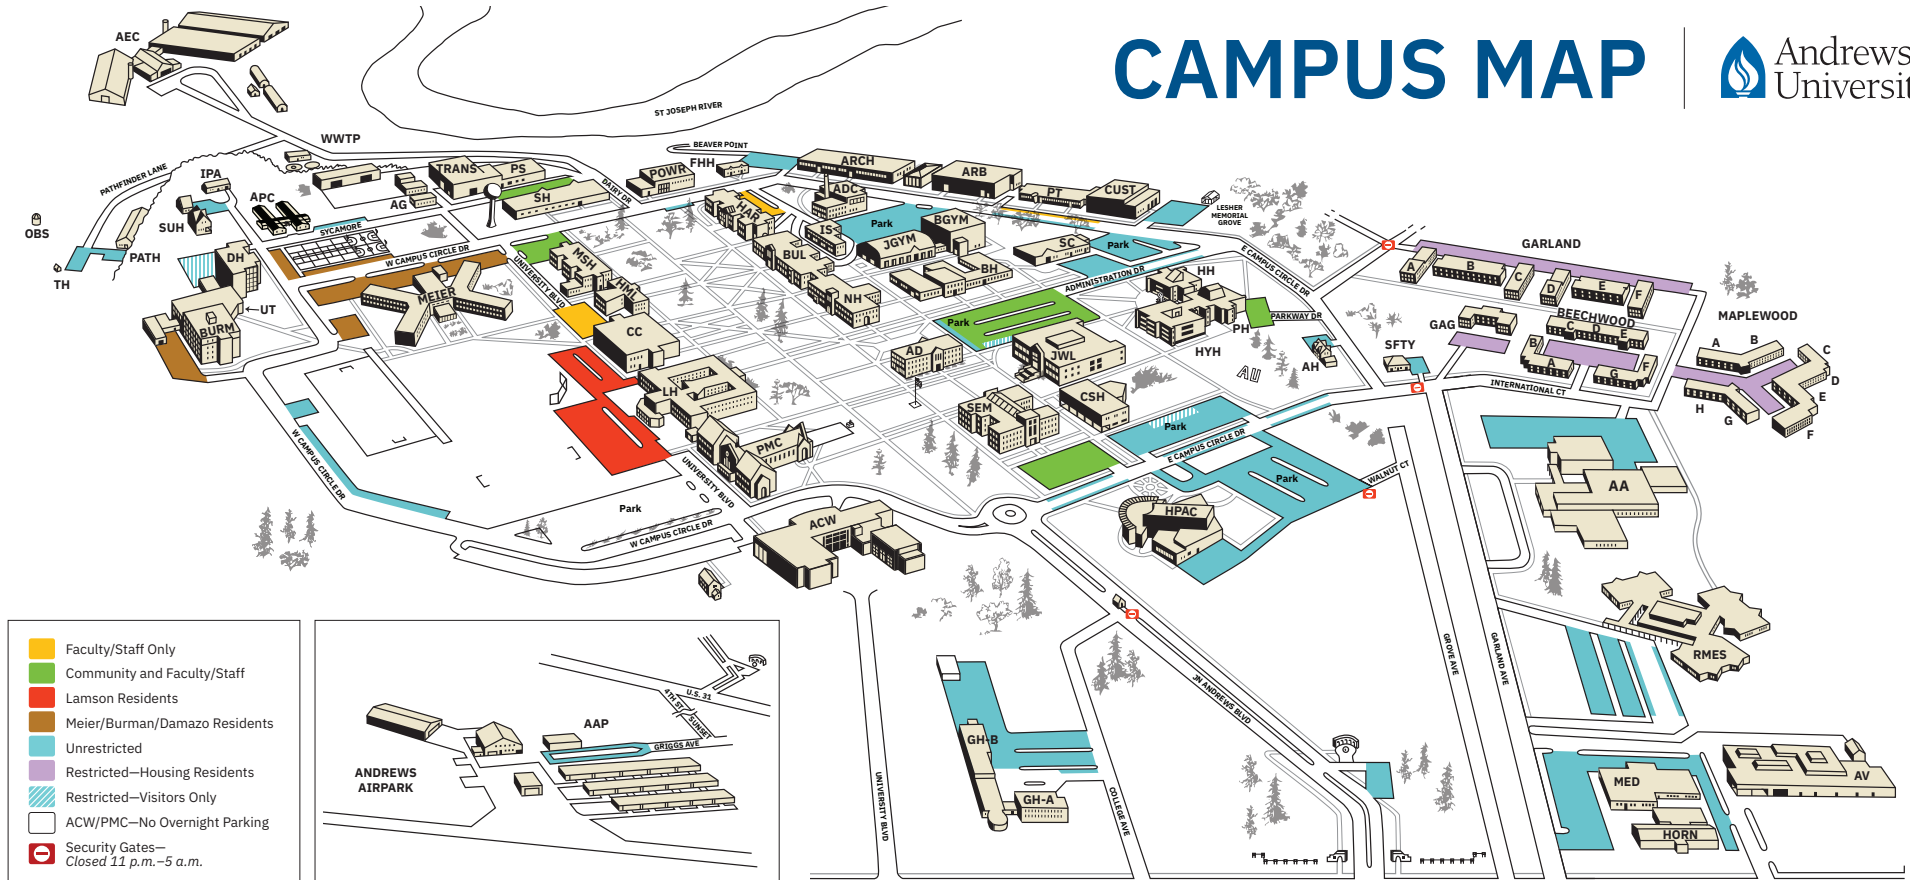 CAMPUS MAP
Andrews
Universit
AEC
ST JOSEPH RIVER
WWTP
BEAVER POINT
PATHFINDER LANE
IPA
TRANS
PS
POWR
FHH
ARCH
ARB
APC
AG
SH
DAIRY DR
HAR
ADC
PT
CUST
LESHER
MEMORIAL
GROVE
OBS
SUH
SYCAMORE
Park
BGYM
IS
JGYM
SC
Park
E CAMPUS CIRCLE DR
GARLAND
PATH
TH
DH
W CAMPUS CIRCLE DR
UNIVERSITY BLVD
MSH
BUL
BH
ADMINISTRATION DR
HH
A
B
C
D
E
F
UT
MEIER
HM
NH
Park
PH
PARKWAY DR
BEECHWOOD
MAPLEWOOD
BURM
CC
AD
JWL
HYH
AH
GAG
SFTY
C
D
E
B
A
G
F
A
B
C
D
E
F
G
H
AU
INTERNATIONAL CT
LH
SEM
CSH
Park
E CAMPUS CIRCLE DR
PMC
W CAMPUS CIRCLE DR
UNIVERSITY BLVD
Park
WALNUT CT
AA
Park
W CAMPUS CIRCLE DR
ACW
HPAC
RMES
GROVE AVE
GARLAND AVE
JN ANDREWS BLVD
GH-B
GH-A
UNIVERSITY BLVD
COLLEGE AVE
MED
HORN
AV
Faculty/Staff Only
Community and Faculty/Staff
Lamson Residents
Meier/Burman/Damazo Residents
Unrestricted
Restricted—Housing Residents
Restricted—Visitors Only
ACW/PMC—No Overnight Parking
Security Gates—
Closed 11 p.m.–5 a.m.
U.S. 31
4TH ST
SUNSET
AAP
GRIGGS AVE
ANDREWS
AIRPARK